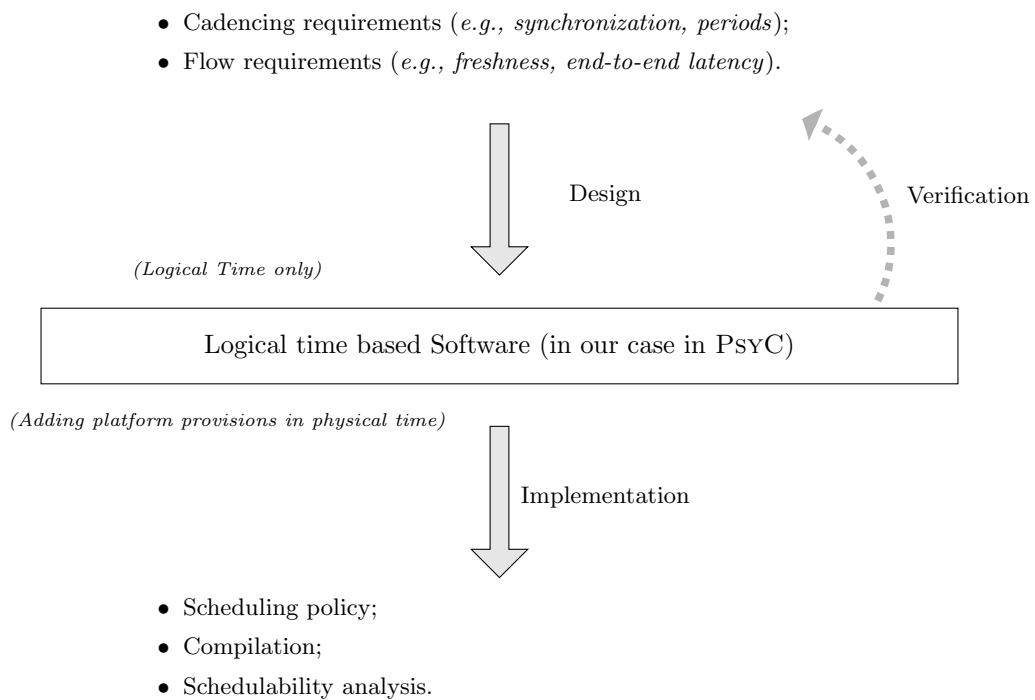 • Cadencing requirements (e.g., synchronization, periods);
• Flow requirements (e.g., freshness, end-to-end latency).
Design
Verification
(Logical Time only)
Logical time based Software (in our case in PSYC)
(Adding platform provisions in physical time)
Implementation
• Scheduling policy;
• Compilation;
• Schedulability analysis.